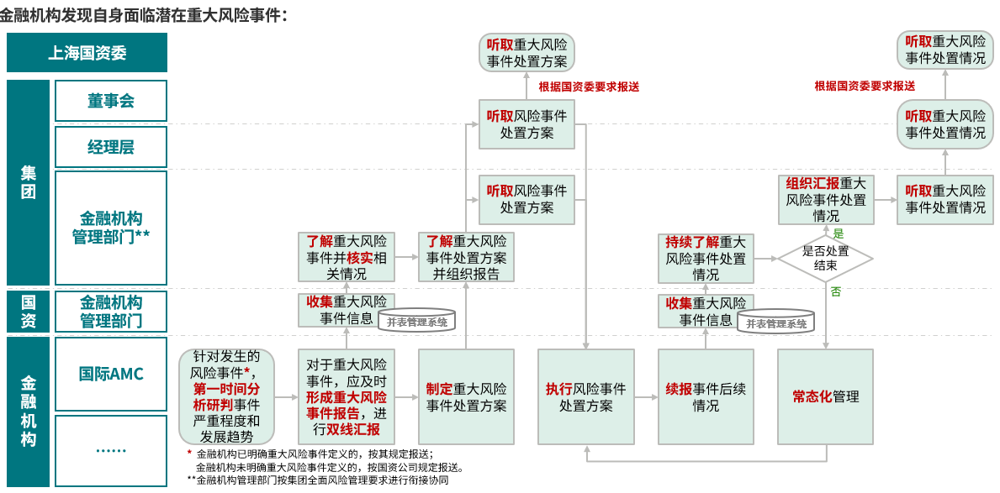 金融机构发现自身面临潜在重大风险事件：
上海国资委
集
团
董事会
经理层
金融机构
管理部门**
国
资
金融机构
管理部门
金
融
机
构
国际AMC
……
针对发生的
风险事件*，
第一时间分
析研判事件
严重程度和
发展趋势
对于重大风险
事件，应及时
形成重大风险
事件报告，进
行双线汇报
收集重大风险
事件信息
并表管理系统
了解重大风险
事件并核实相
关情况
了解重大风险
事件处置方案
并组织报告
制定重大风险
事件处置方案
听取风险事件
处置方案
听取风险事件
处置方案
听取重大风险
事件处置方案
根据国资委要求报送
执行风险事件
处置方案
续报事件后续
情况
收集重大风险
事件信息
并表管理系统
持续了解重大
风险事件处置
情况
是否处置
结束
是
否
常态化管理
组织汇报重大
风险事件处置
情况
听取重大风险
事件处置情况
听取重大风险
事件处置情况
根据国资委要求报送
听取重大风险
事件处置情况
* 金融机构已明确重大风险事件定义的，按其规定报送；
金融机构未明确重大风险事件定义的，按国资公司规定报送。
**金融机构管理部门按集团全面风险管理要求进行衔接协同